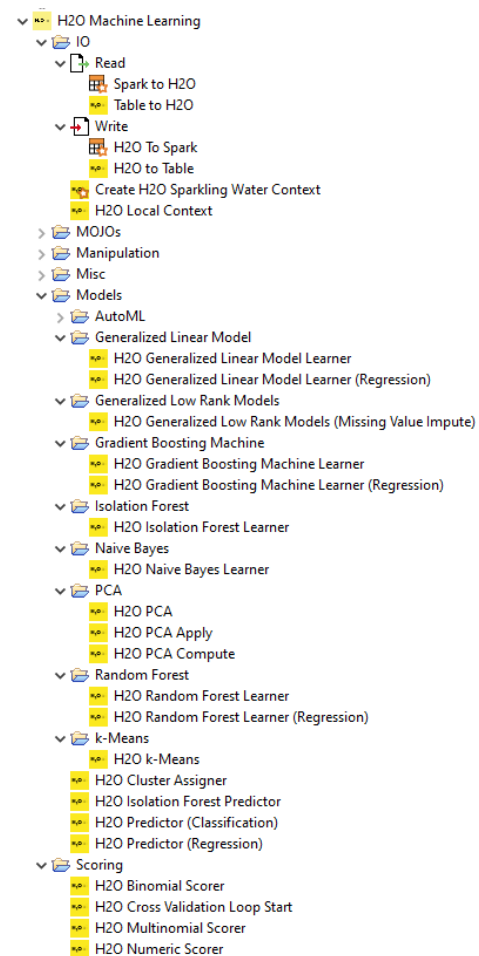 H2O Machine Learning
IO
Read
Spark to H2O
Table to H2O
Write
H2O To Spark
H2O to Table
Create H2O Sparkling Water Context
H2O Local Context
MOJOs
Manipulation
Misc
Models
AutoML
Generalized Linear Model
H2O Generalized Linear Model Learner
H2O Generalized Linear Model Learner (Regression)
Generalized Low Rank Models
H2O Generalized Low Rank Models (Missing Value Impute)
Gradient Boosting Machine
H2O Gradient Boosting Machine Learner
H2O Gradient Boosting Machine Learner (Regression)
Isolation Forest
H2O Isolation Forest Learner
Naive Bayes
H2O Naive Bayes Learner
PCA
H2O PCA
H2O PCA Apply
H2O PCA Compute
Random Forest
H2O Random Forest Learner
H2O Random Forest Learner (Regression)
k-Means
H2O k-Means
H2O Cluster Assigner
H2O Isolation Forest Predictor
H2O Predictor (Classification)
H2O Predictor (Regression)
Scoring
H2O Binomial Scorer
H2O Cross Validation Loop Start
H2O Multinomial Scorer
H2O Numeric Scorer